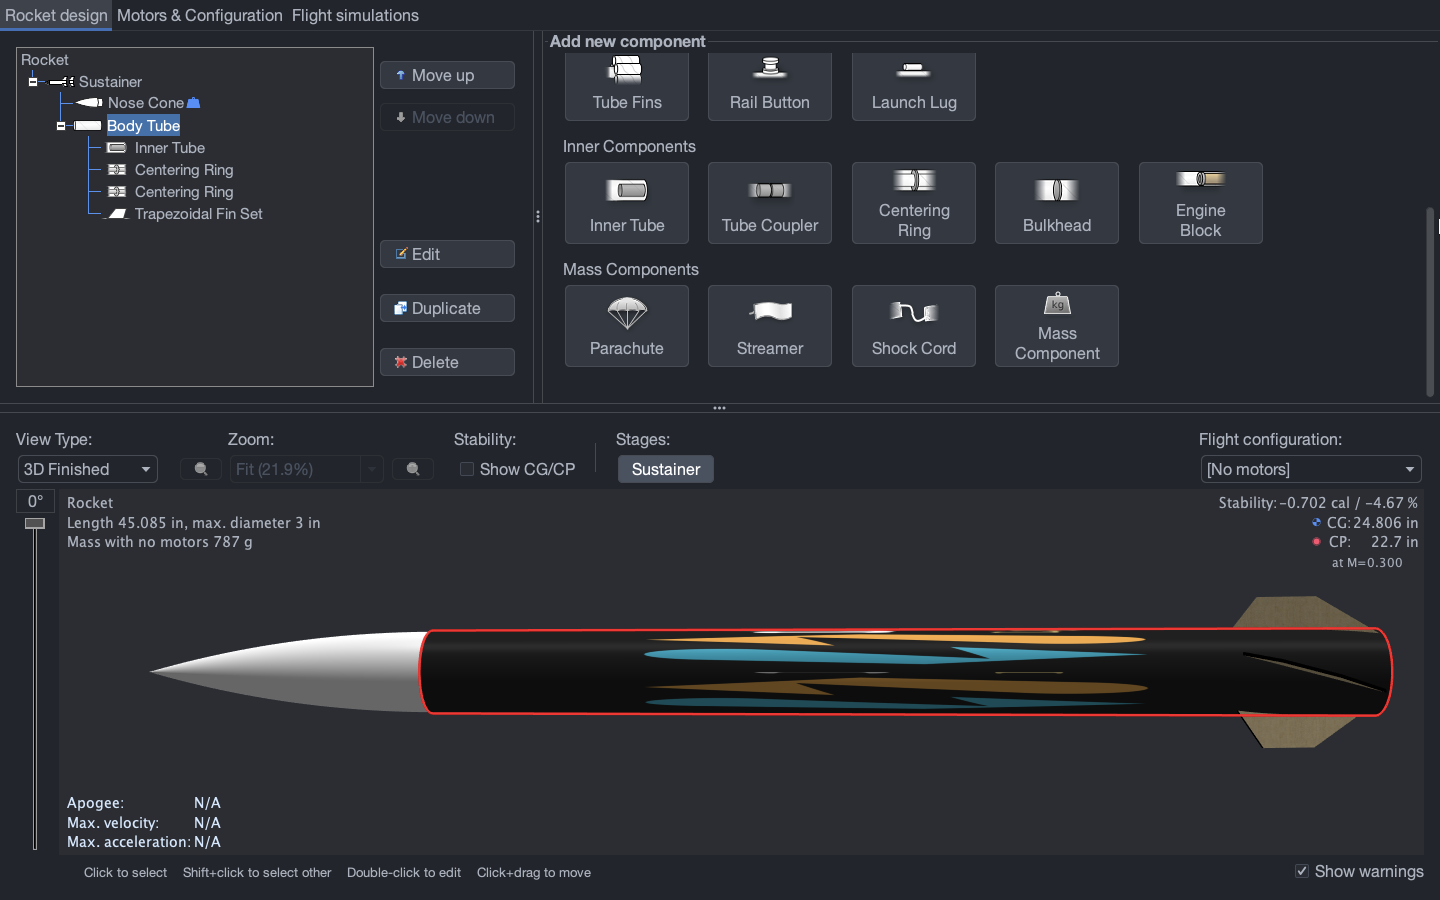 Rocket design Motors & Configuration Flight simulations
Rocket
Sustainer
Nose Cone
Body Tube
Inner Tube
Centering Ring
Centering Ring
Trapezoidal Fin Set
Move up
Move down
Edit
Duplicate
Delete
Add new component
Tube Fins Rail Button Launch Lug
Inner Components
Inner Tube Tube Coupler Centering Ring Bulkhead Engine Block
Mass Components
kg
Parachute Streamer Shock Cord Mass Component
View Type: Zoom: Stability: Stages: Flight configuration:
3D Finished Fit (21.9%) Show CG/CP Sustainer [No motors]
0°
Rocket
Length 45.085 in, max. diameter 3 in
Mass with no motors 787 g
Stability: -0.702 cal / -4.67 %
CG: 24.806 in
CP: 22.7 in
at M=0.300
Apogee: N/A
Max. velocity: N/A
Max. acceleration: N/A
Click to select Shift+click to select other Double-click to edit Click+drag to move
Show warnings